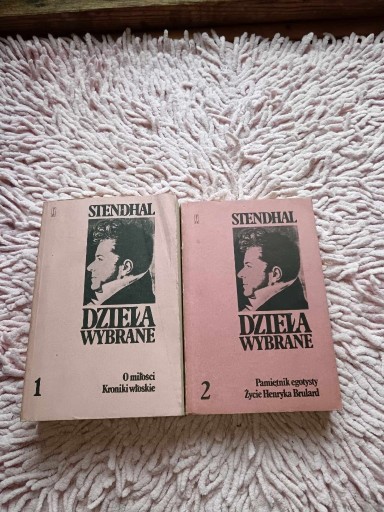 STENDHAL
DZIEŁA
WYBRANE
1
O miłości
Kroniki włoskie
STENDHAL
DZIEŁA
WYBRANE
2
Pamiętnik egotysty
Życie Henryka Brulard